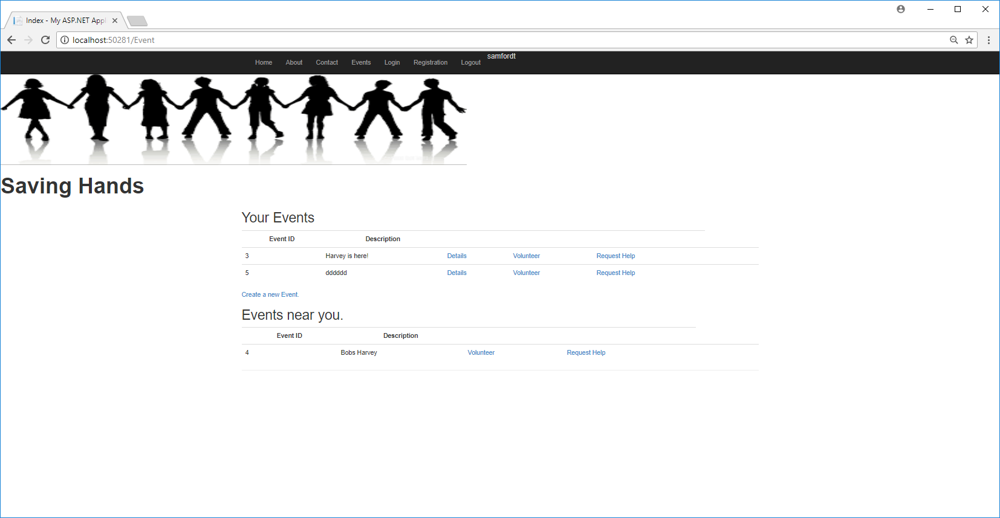 Index - My ASP.NET Appl
localhost:50281/Event
Home About Contact Events Login Registration Logout samfordt
Saving Hands
Your Events
Event ID Description
3 Harvey is here! Details Volunteer Request Help
5 dddddd Details Volunteer Request Help
Create a new Event.
Events near you.
Event ID Description
4 Bobs Harvey Volunteer Request Help